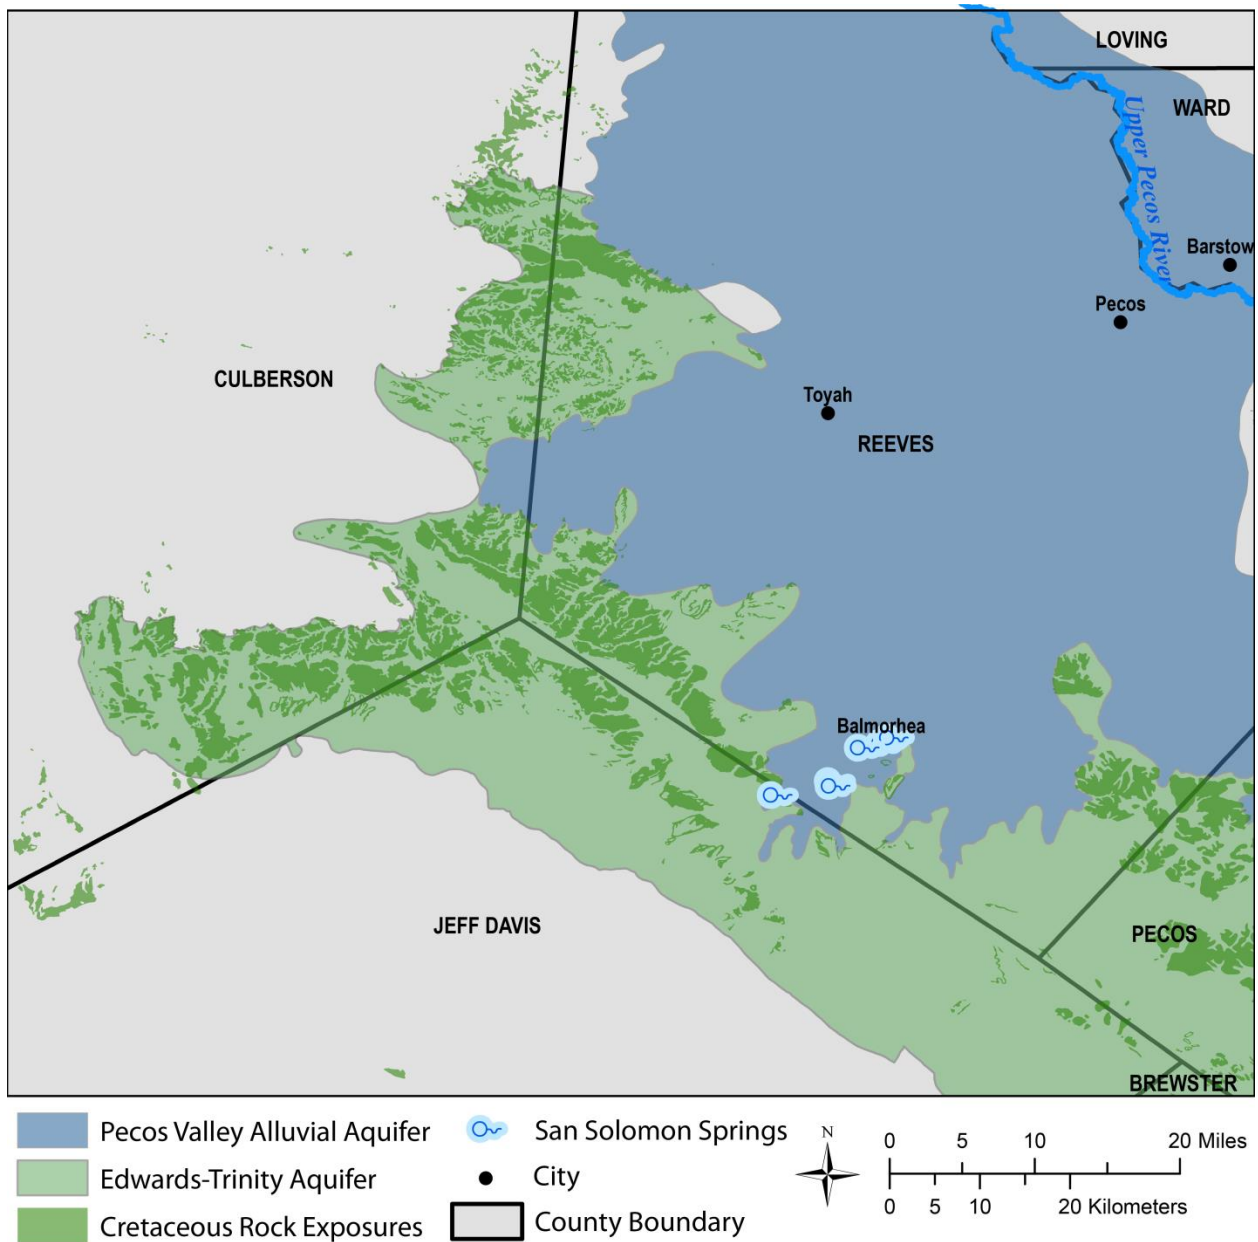 LOVING
WARD
Upper Pecos River
Barstow
Pecos
CULBERSON
Toyah
REEVES
Balmorhea
JEFF DAVIS
PECOS
BREWSTER
Pecos Valley Alluvial Aquifer
Edwards-Trinity Aquifer
Cretaceous Rock Exposures
San Solomon Springs
City
County Boundary
N
0 5 10 20 Miles
0 5 10 20 Kilometers